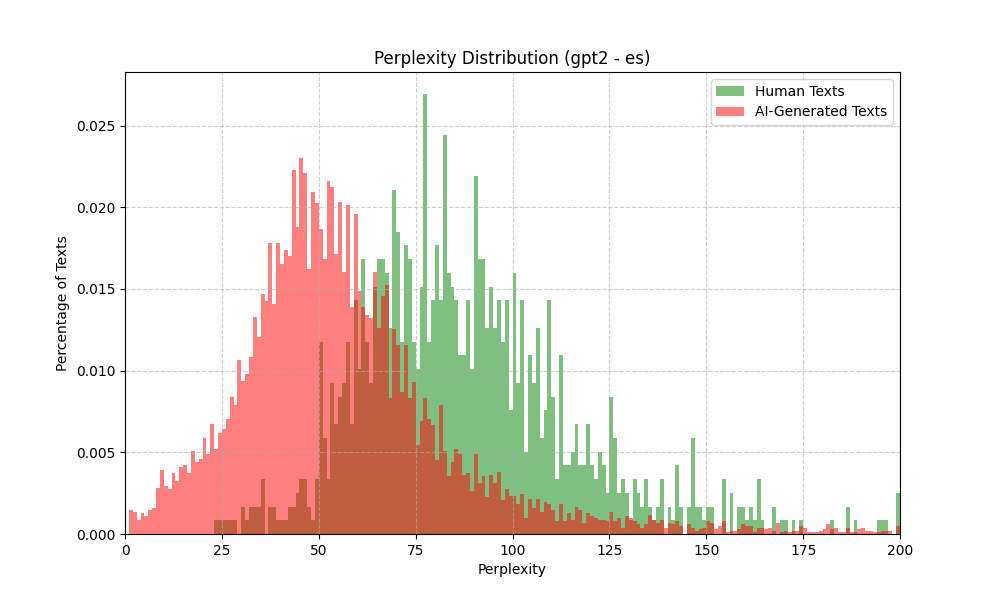 Perplexity Distribution (gpt2 - es)
Human Texts
AI-Generated Texts
Percentage of Texts
0.025
0.020
0.015
0.010
0.005
0.000
0 25 50 75 100 125 150 175 200
Perplexity